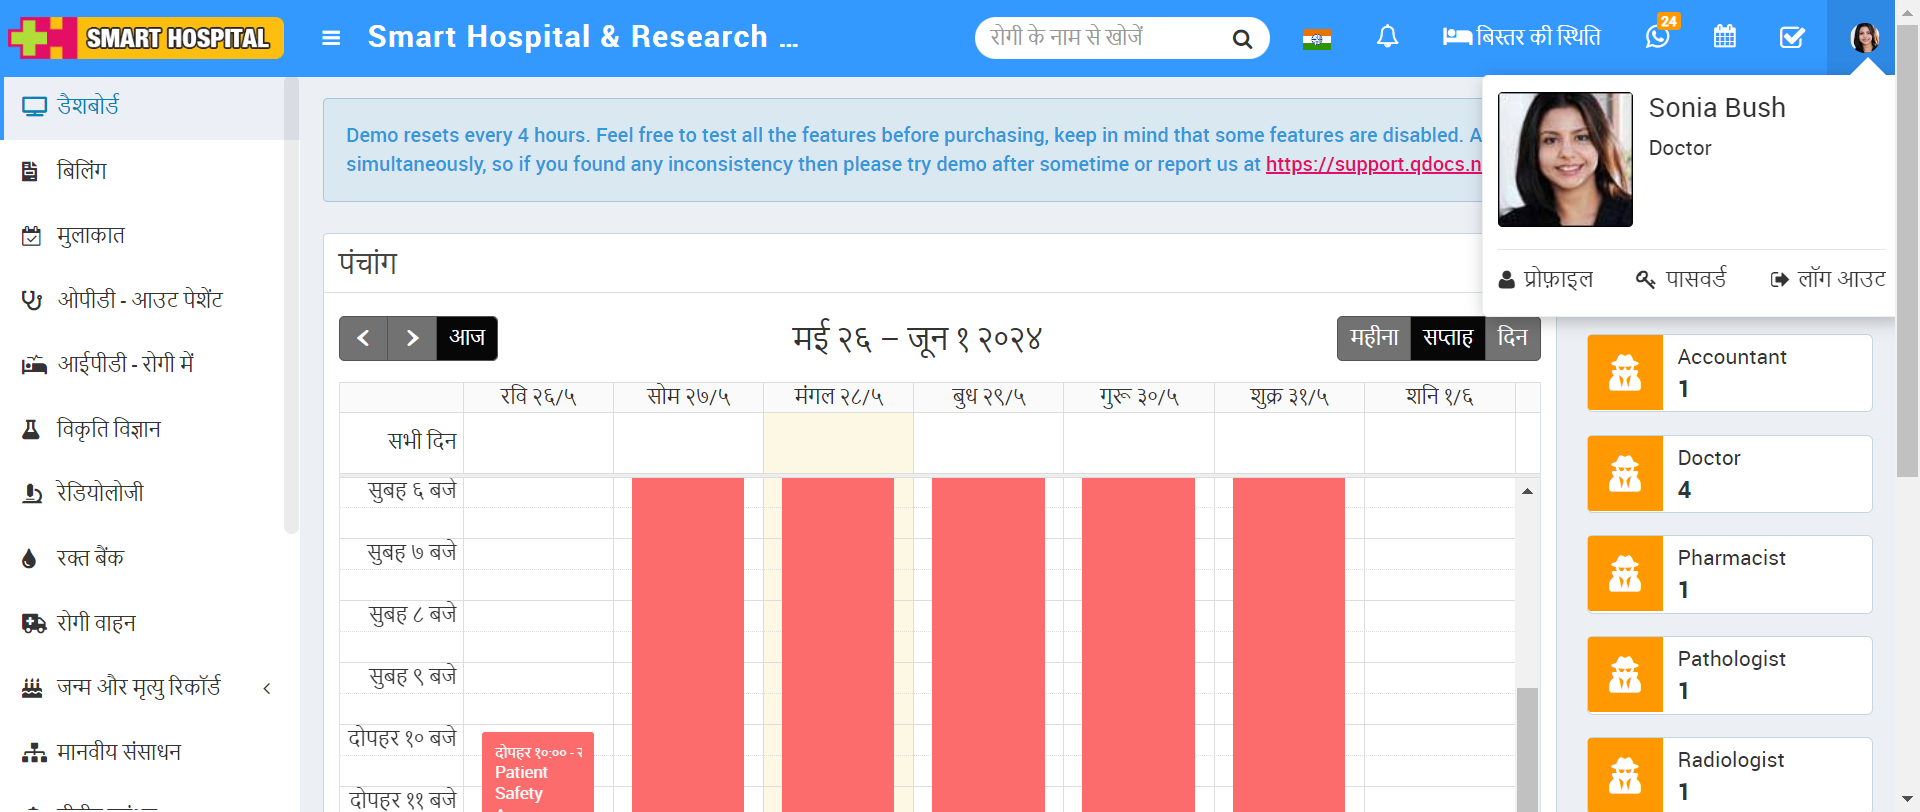 SMART HOSPITAL
Smart Hospital & Research ...
रोगी के नाम से खोजें
बिस्तर की स्थिति
24
डैशबोर्ड
बिलिंग
मुलाकात
ओपीडी - आउट पेशेंट
आईपीडी - रोगी में
विकृति विज्ञान
रेडियोलोजी
रक्त बैंक
रोगी वाहन
जन्म और मृत्यु रिकॉर्ड
मानवीय संसाधन
Demo resets every 4 hours. Feel free to test all the features before purchasing, keep in mind that some features are disabled. A
simultaneously, so if you found any inconsistency then please try demo after sometime or report us at https://support.qdocs.n
Sonia Bush
Doctor
प्रोफ़ाइल
पासवर्ड
लॉग आउट
पंचांग
आज
मई २६ – जून १ २०२४
महीना
सप्ताह
दिन
रवि २६/५
सोम २७/५
मंगल २८/५
बुध २९/५
गुरू ३०/५
शुक्र ३१/५
शनि १/६
सभी दिन
सुबह ६ बजे
सुबह ७ बजे
सुबह ८ बजे
सुबह ९ बजे
दोपहर १० बजे
दोपहर ११ बजे
दोपहर १०:०० -
Patient
Safety
Accountant
1
Doctor
4
Pharmacist
1
Pathologist
1
Radiologist
1